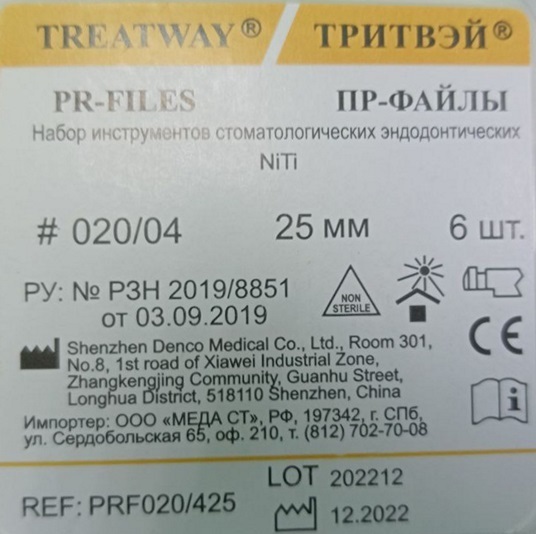 TREATWAY® ТРИТВЭЙ®
PR-FILES ПР-ФАЙЛЫ
Набор инструментов стоматологических эндодонтических
NiTi
# 020/04 25 мм 6 шт.
РУ: № РЗН 2019/8851
от 03.09.2019
NON
STERILE
CE
i
Shenzhen Denco Medical Co., Ltd., Room 301,
No.8, 1st road of Xiawei Industrial Zone,
Zhangkengjing Community, Guanhu Street,
Longhua District, 518110 Shenzhen, China
Импортер: ООО «МЕДА СТ», РФ, 197342, г. СПб,
ул. Сердобольская 65, оф. 210, т. (812) 702-70-08
LOT 202212
REF: PRF020/425
12.2022